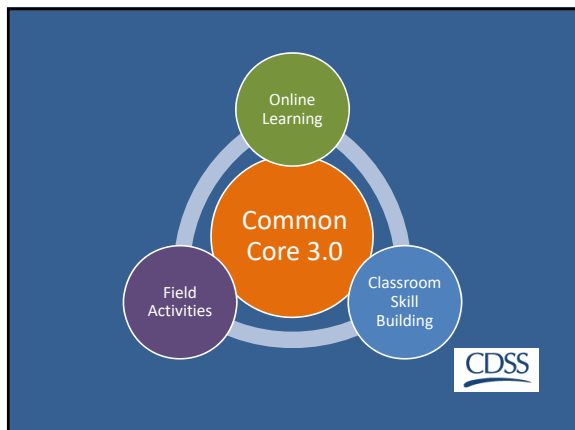 Online
Learning
Common
Core 3.0
Field
Activities
Classroom
Skill
Building
CDSS